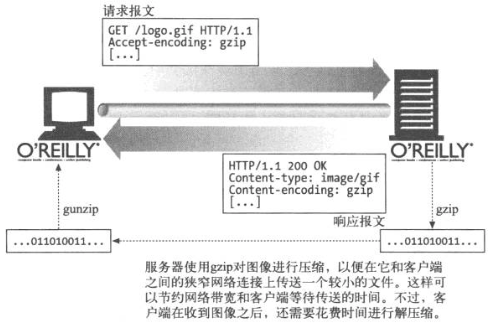 请求报文
GET /logo.gif HTTP/1.1
Accept-encoding: gzip
[...]
O'REILLY®
O'REILLY®
HTTP/1.1 200 OK
Content-type: image/gif
Content-encoding: gzip
[...]
响应报文
gunzip
gzip
...011010011...
...011010011...
服务器使用gzip对图像进行压缩，以便在它和客户端
之间的狭窄网络连接上传送一个较小的文件。这样可
以节约网络带宽和客户端等待传送的时间。不过，客
户端在收到图像之后，还需要花费时间进行解压缩。